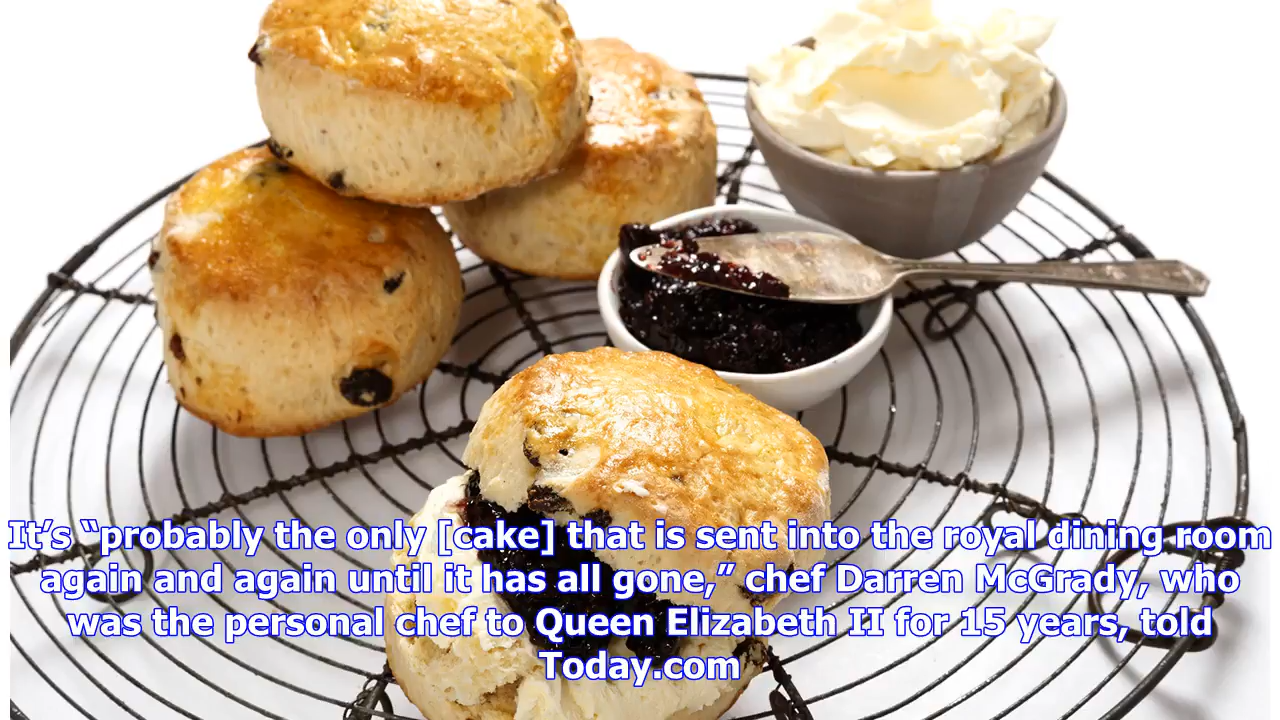 It’s “probably the only [cake] that is sent into the royal dining room
again and again until it has all gone,” chef Darren McGrady, who
was the personal chef to Queen Elizabeth II for 15 years, told
Today.com